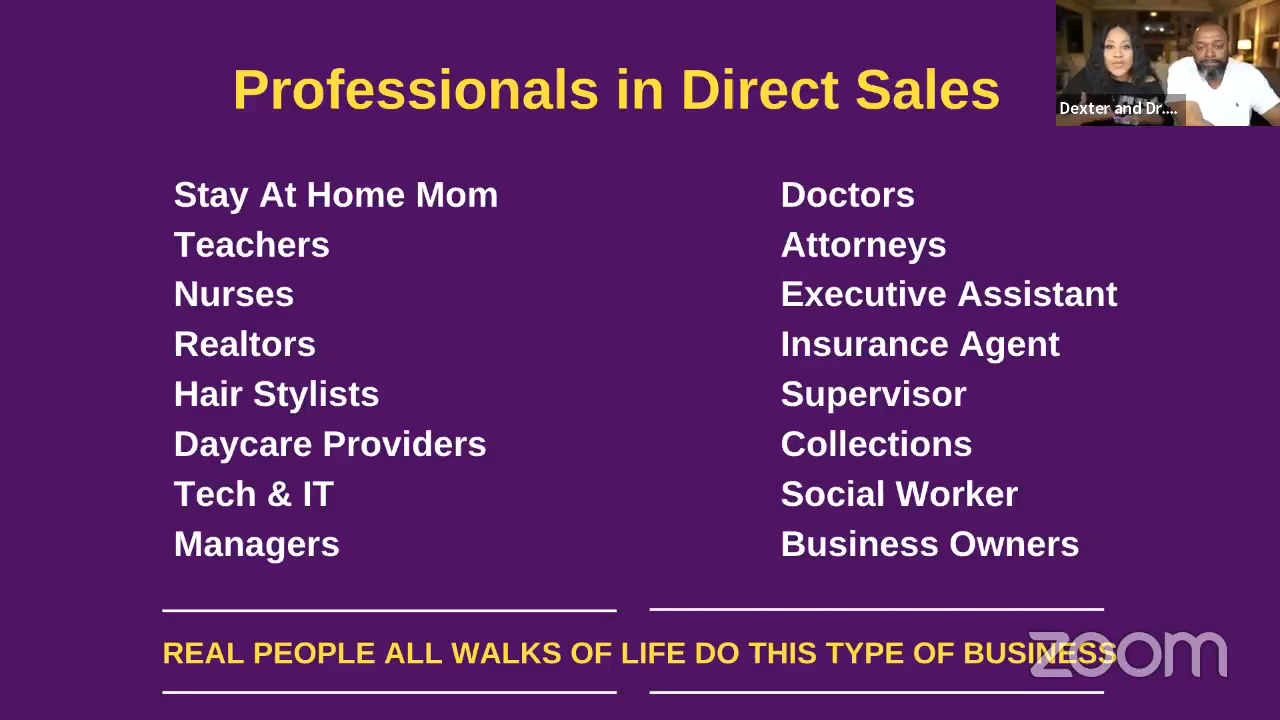 Professionals in Direct Sales
Dexter and Dr....
Stay At Home Mom
Teachers
Nurses
Realtors
Hair Stylists
Daycare Providers
Tech & IT
Managers
Doctors
Attorneys
Executive Assistant
Insurance Agent
Supervisor
Collections
Social Worker
Business Owners
REAL PEOPLE ALL WALKS OF LIFE DO THIS TYPE OF BUSINESS
zoom